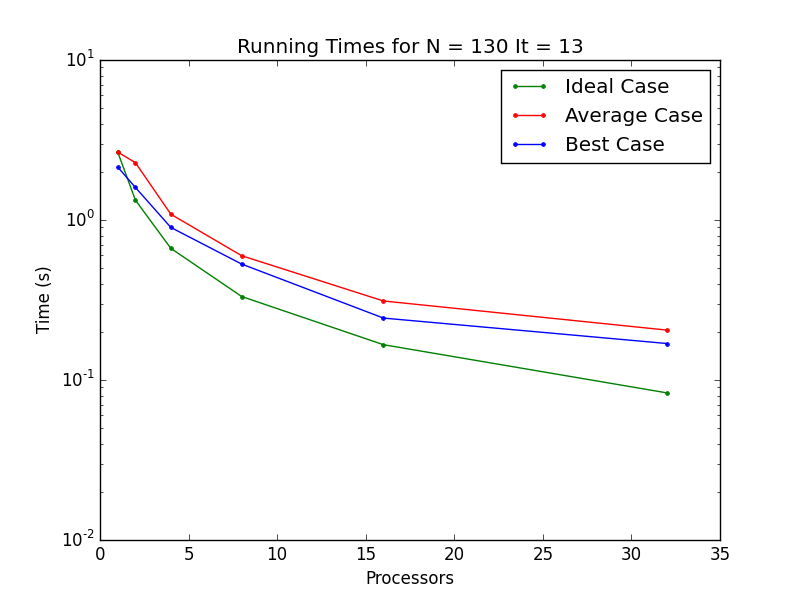 Running Times for N = 130 It = 13
10^1
10^0
10^-1
10^-2
Time (s)
Ideal Case
Average Case
Best Case
0 5 10 15 20 25 30 35
Processors